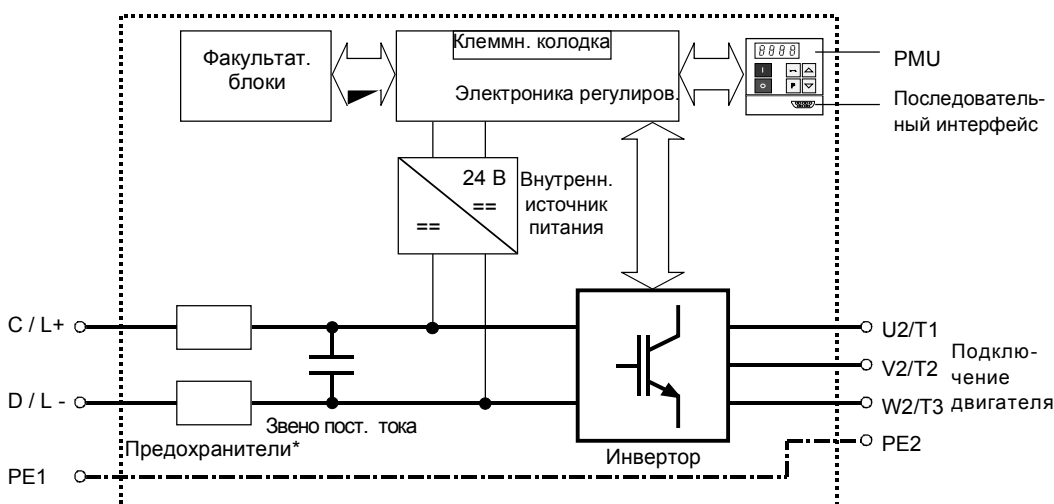 Факультат.
блоки
Клеммн. колодка
Электроника регулиров.
8888
I
O
P
PMU
Последователь-
ный интерфейс
24 В
==
==
Внутренн.
источник
питания
C / L+
D / L -
PE1
Предохранители*
Звено пост. тока
Инвертор
U2/T1
V2/T2
W2/T3
PE2
Подклю-
чение
двигателя